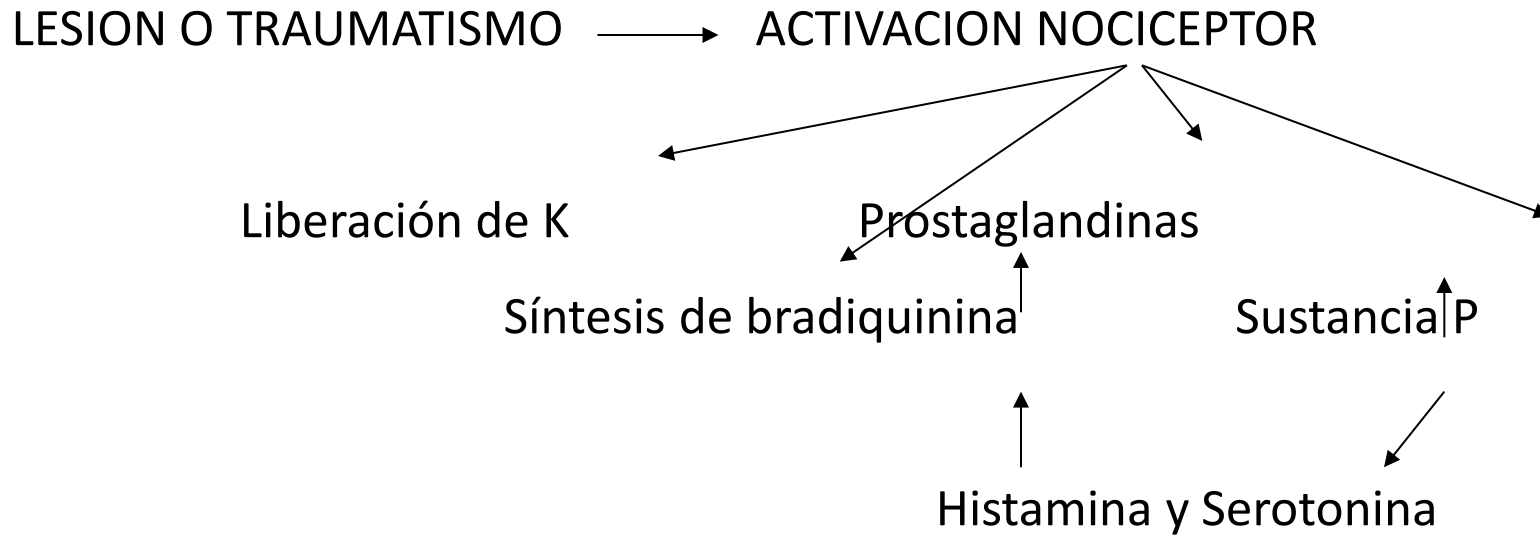 LESION O TRAUMATISMO ACTIVACION NOCICEPTOR
Liberación de K Prostaglandinas
Síntesis de bradiquinina Sustancia P
Histamina y Serotonina